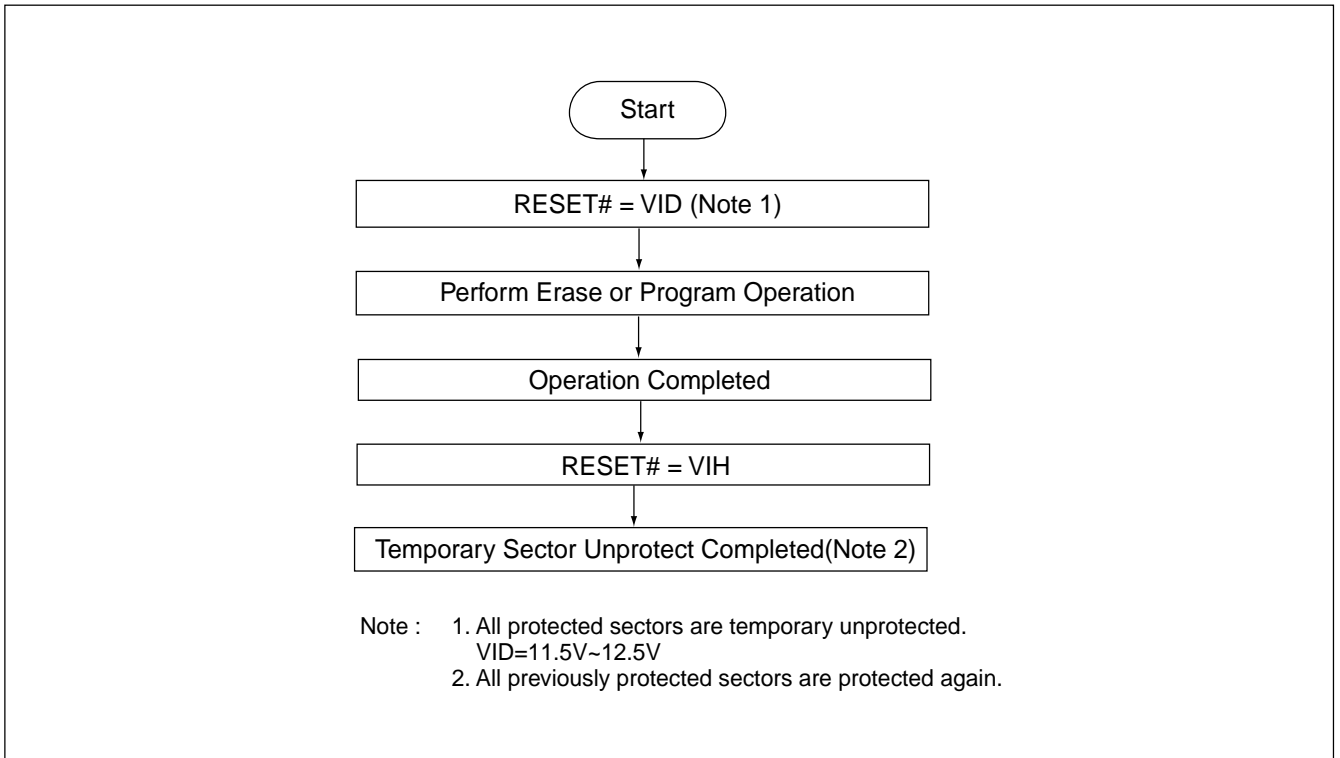 Start
RESET# = VID (Note 1)
Perform Erase or Program Operation
Operation Completed
RESET# = VIH
Temporary Sector Unprotect Completed(Note 2)
Note : 1. All protected sectors are temporary unprotected.
VID=11.5V~12.5V
2. All previously protected sectors are protected again.